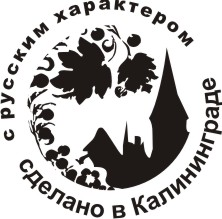 с русским характером
сделано в Калининграде